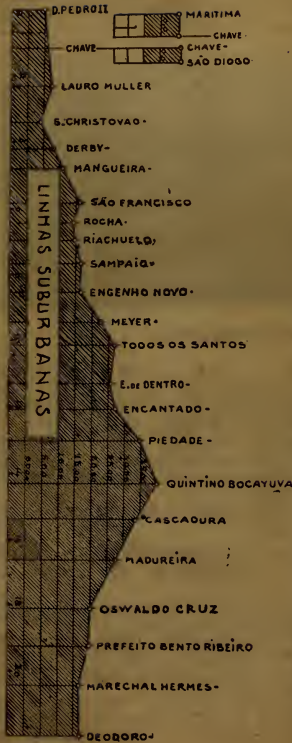 D. PEDRO II
MARITIMA
CHAVE
CHAVE
CHAVE
SÃO DIOGO
LAURO MULLER
S. CHRISTOVAO
DERBY
MANGUEIRA
SÃO FRANCISCO
ROCHA
RIACHUELO
SAMPAIO
ENGENHO NOVO
MEYER
TODOS OS SANTOS
E. DE DENTRO
ENCANTADO
PIEDADE
QUINTINO BOCAYUVA
CASCADURA
MADUREIRA
OSWALDO CRUZ
PREFEITO BENTO RIBEIRO
MARECHAL HERMES
DEODORO
LINHAS SUBURBANAS